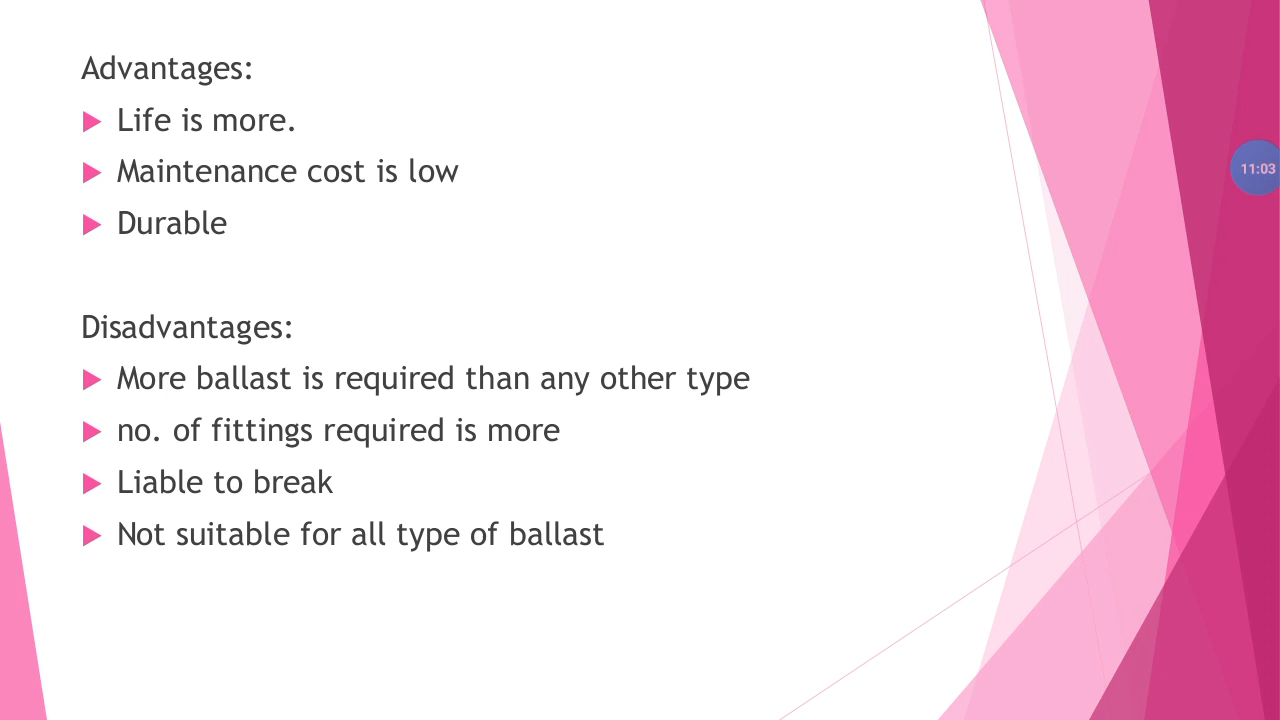 Advantages:
Life is more.
Maintenance cost is low
Durable
Disadvantages:
More ballast is required than any other type
no. of fittings required is more
Liable to break
Not suitable for all type of ballast
11:03